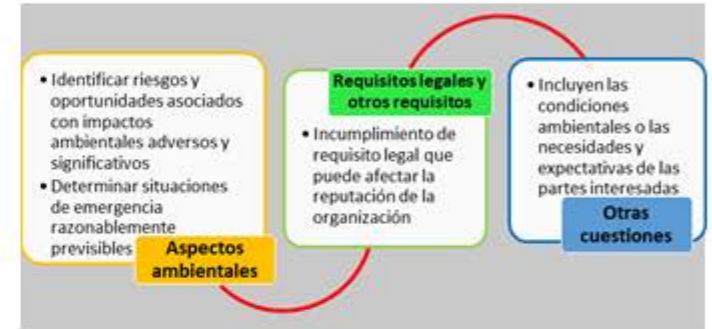 • Identificar riesgos y
oportunidades asociados
con impactos
ambientales adversos y
significativos
• Determinar situaciones
de emergencia
razonablemente
previsibles
Aspectos
ambientales
Requisitos legales y
otros requisitos
• Incumplimiento de
requisito legal que
puede afectar la
reputación de la
organización
• Incluyen las
condiciones
ambientales o las
necesidades y
expectativas de las
partes interesadas
Otras
cuestiones